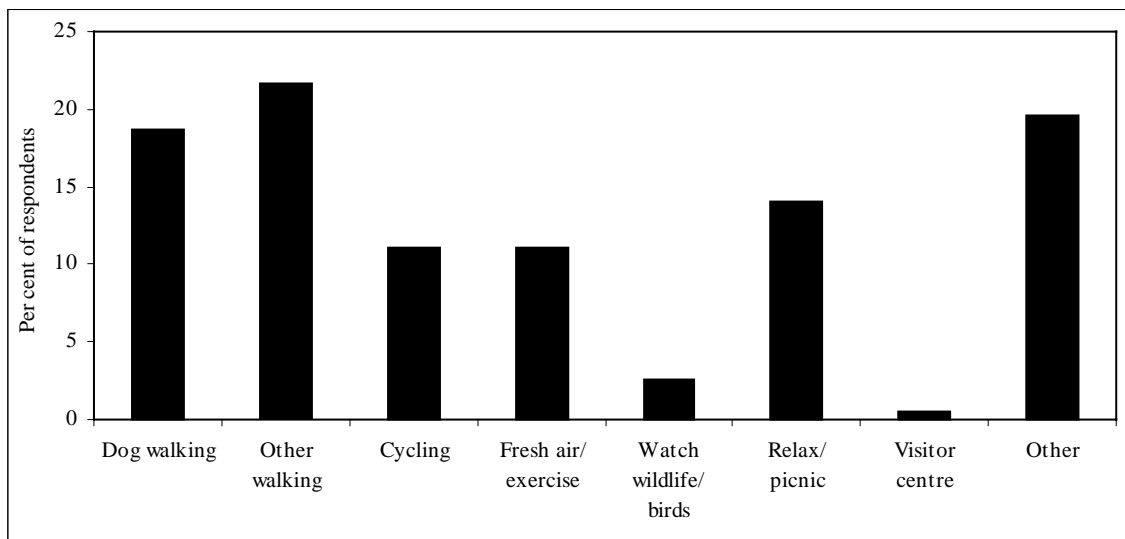 25
20
15
10
5
0
Per cent of respondents
Dog walking
Other
walking
Cycling
Fresh air/
exercise
Watch
wildlife/
birds
Relax/
picnic
Visitor
centre
Other